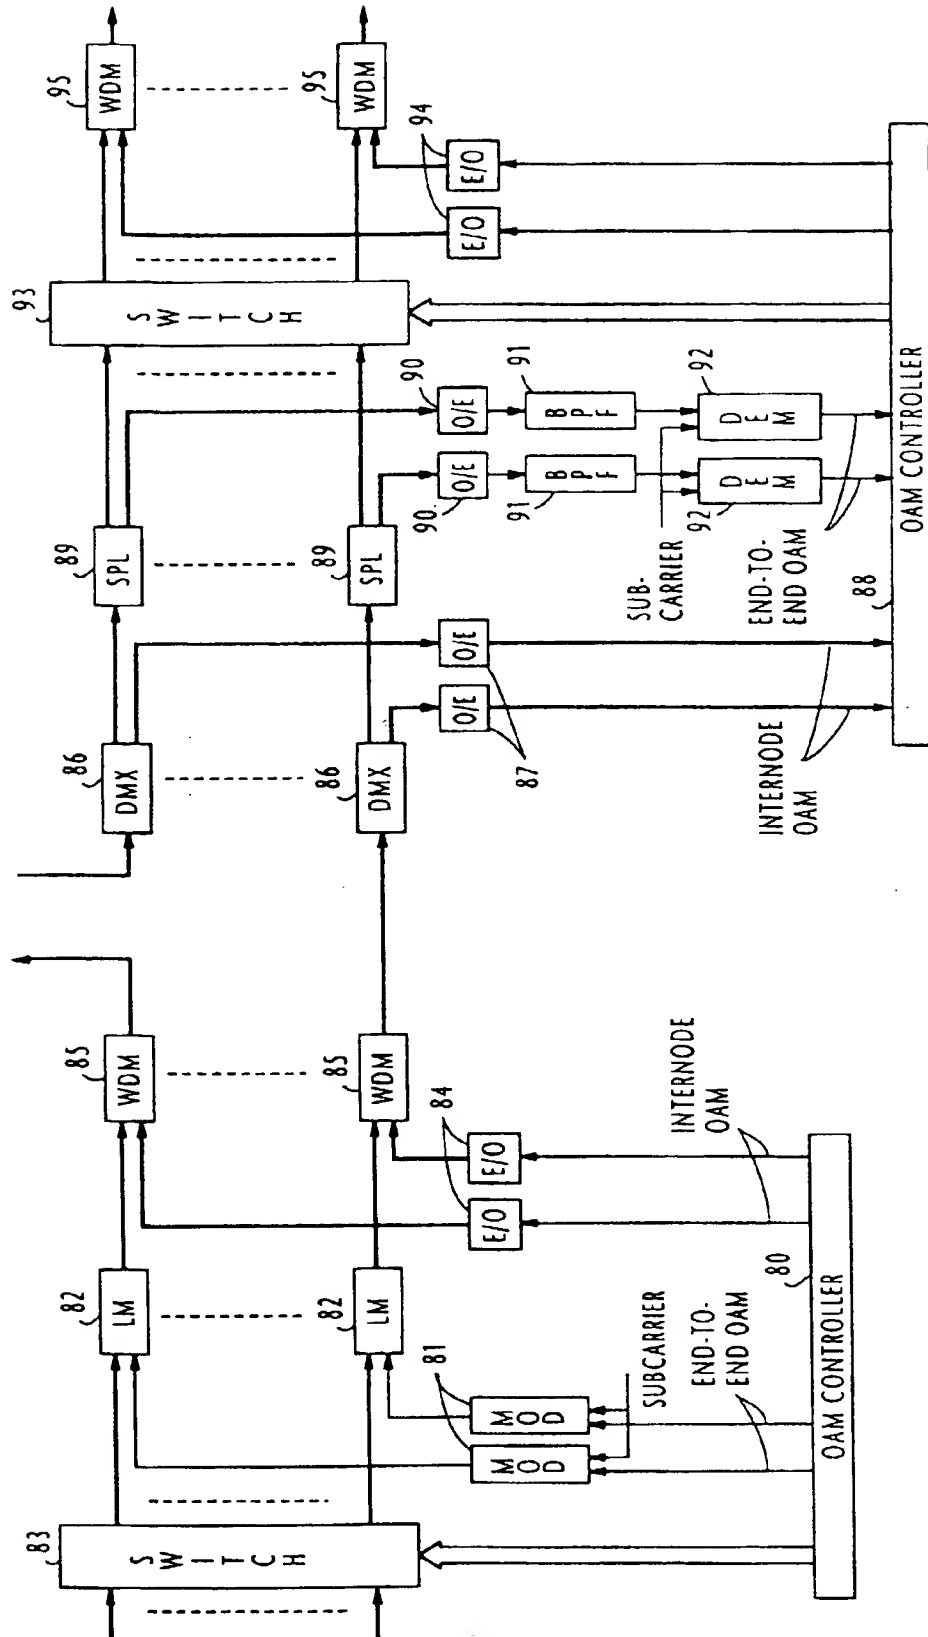 83
SWITCH
82
LM
82
LM
85
WDM
85
WDM
81
MOD
MOD
84
E/O
E/O
SUBCARRIER
END-TO-
END OAM
INTERNODE
OAM
80
OAM CONTROLLER
86
DMX
86
DMX
89
SPL
89
SPL
93
SWITCH
95
WDM
95
WDM
87
O/E
O/E
90
O/E
90
O/E
91
BPF
91
BPF
92
DEM
92
DEM
94
E/O
E/O
SUB-
CARRIER
INTERNODE
OAM
END-TO-
END OAM
88
OAM CONTROLLER